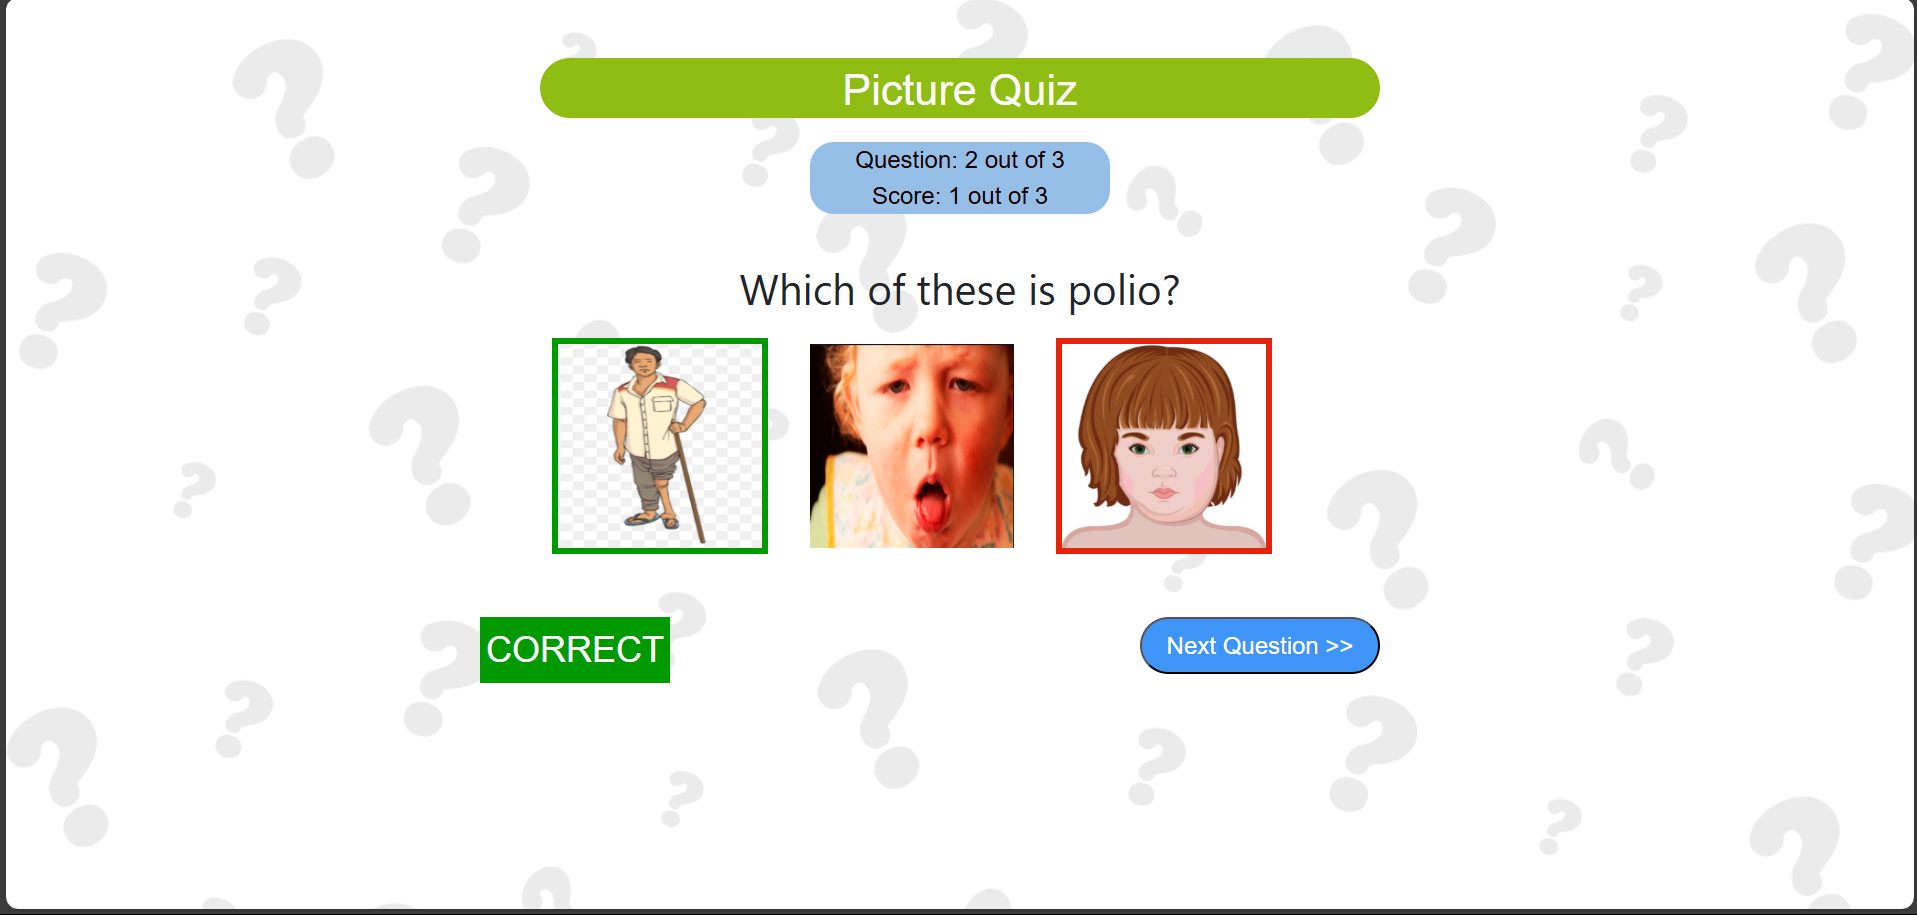 Picture Quiz
Question: 2 out of 3
Score: 1 out of 3
Which of these is polio?
CORRECT
Next Question >>